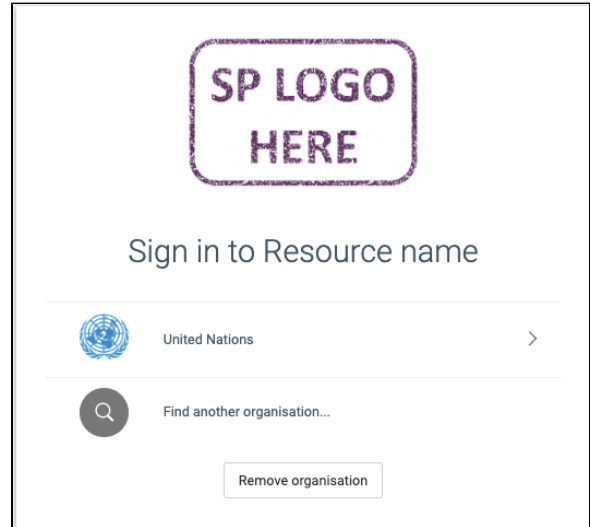 SP LOGO
HERE
Sign in to Resource name
United Nations
Find another organisation...
Remove organisation